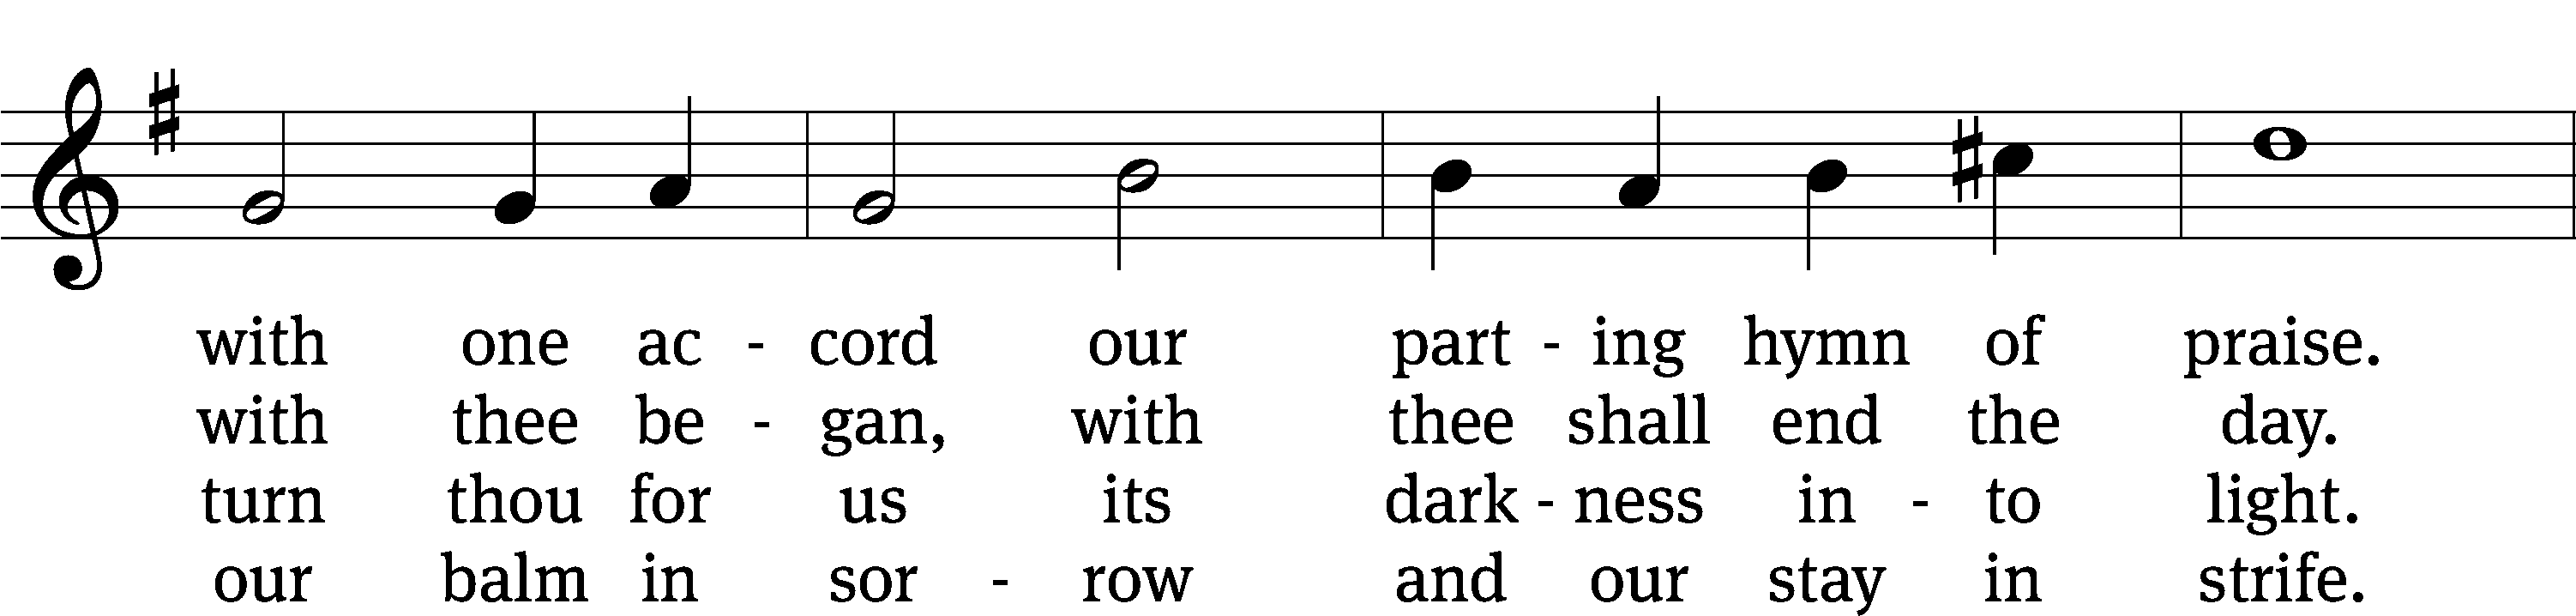 with one ac - cord our part - ing hymn of praise.
with thee be - gan, with thee shall end the day.
turn thou for us its dark - ness in - to light.
our balm in sor - row and our stay in strife.